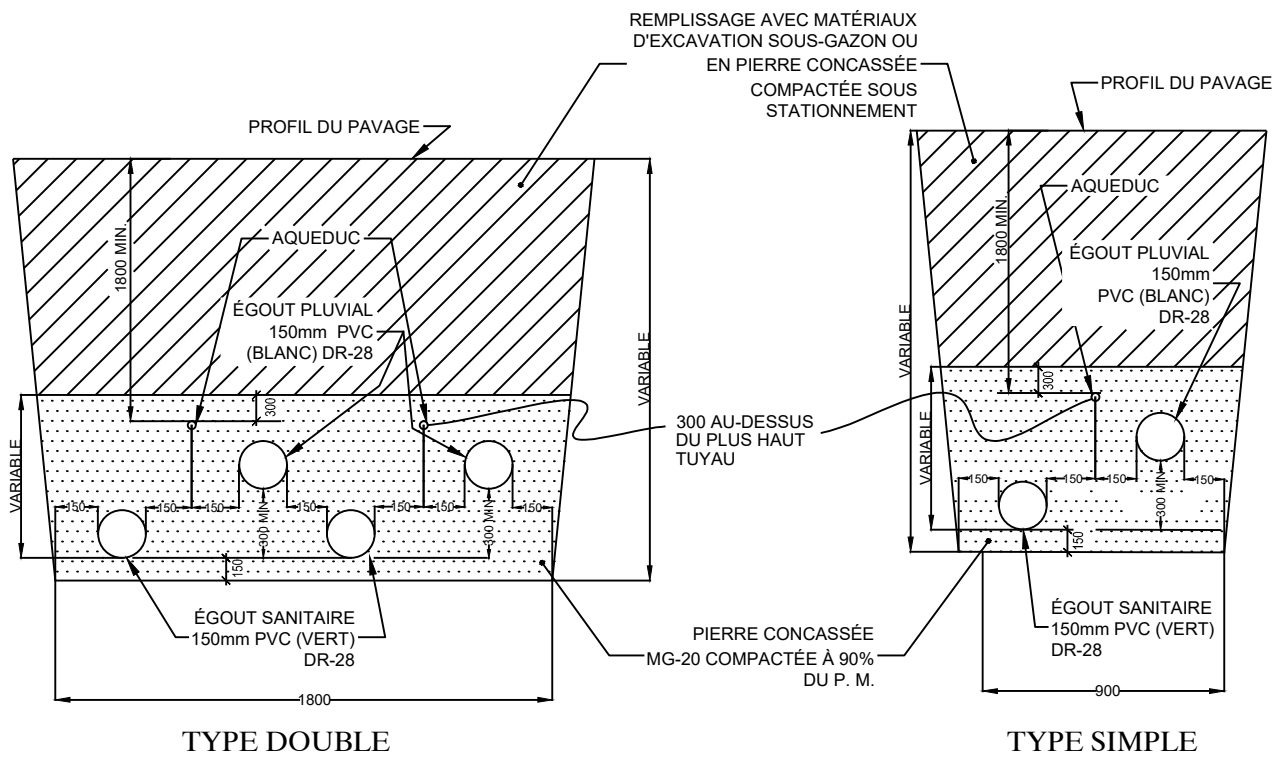 REMPLISSAGE AVEC MATÉRIAUX
D'EXCAVATION SOUS-GAZON OU
EN PIERRE CONCASSÉE
COMPACTÉE SOUS
STATIONNEMENT
PROFIL DU PAVAGE
PROFIL DU PAVAGE
1800 MIN.
AQUEDUC
ÉGOUT PLUVIAL
150mm PVC
(BLANC) DR-28
VARIABLE
VARIABLE
300
150
150
150
150
150
150
150
300 MIN
300 MIN
150
ÉGOUT SANITAIRE
150mm PVC (VERT)
DR-28
1800
TYPE DOUBLE
300 AU-DESSUS
DU PLUS HAUT
TUYAU
PIERRE CONCASSÉE
MG-20 COMPACTÉE À 90%
DU P. M.
1800 MIN.
AQUEDUC
ÉGOUT PLUVIAL
150mm
PVC (BLANC)
DR-28
VARIABLE
VARIABLE
300
150
150
150
150
300 MIN
150
ÉGOUT SANITAIRE
150mm PVC (VERT)
DR-28
900
TYPE SIMPLE